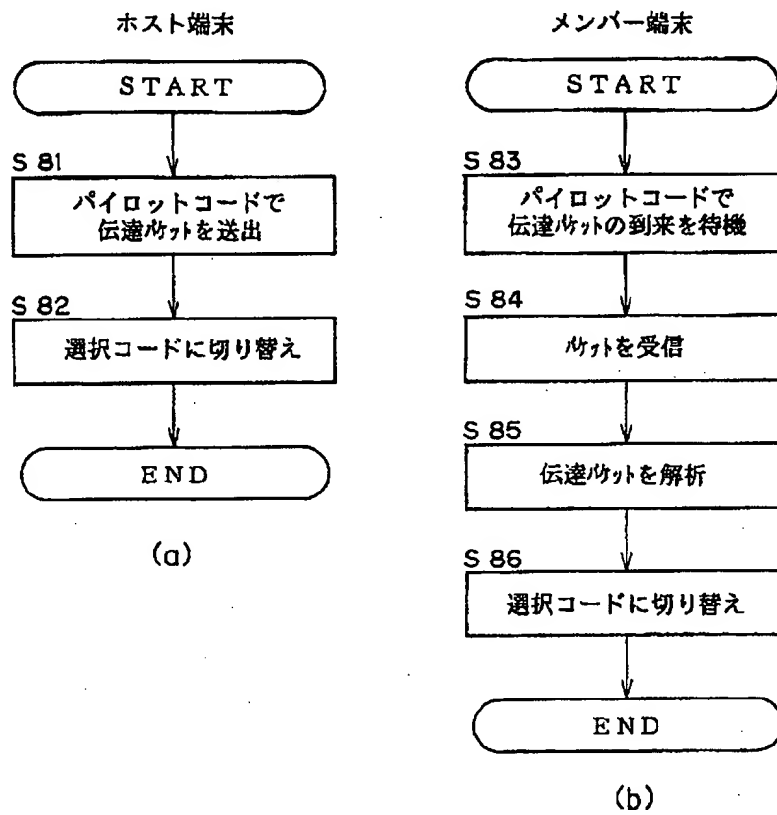 ホスト端末
START
S 81
パイロットコードで
伝達パケットを送出
S 82
選択コードに切り替え
END
(a)
メンバー端末
START
S 83
パイロットコードで
伝達パケットの到来を待機
S 84
パケットを受信
S 85
伝達パケットを解析
S 86
選択コードに切り替え
END
(b)